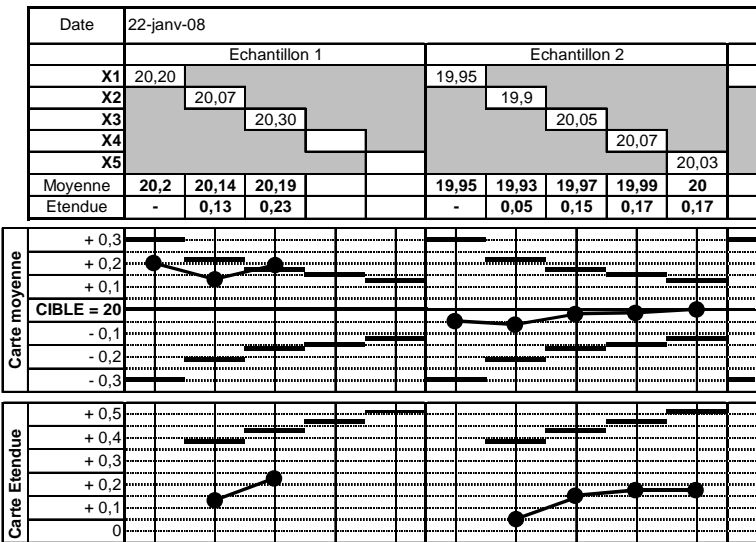 Date 22-janv-08
Echantillon 1 Echantillon 2
X1 20,20 19,95
X2 20,07 19,9
X3 20,30 20,05
X4 20,07
X5 20,03
Moyenne 20,2 20,14 20,19 19,95 19,93 19,97 19,99 20
Etendue - 0,13 0,23 - 0,05 0,15 0,17 0,17
Carte moyenne
+ 0,3
+ 0,2
+ 0,1
CIBLE = 20
- 0,1
- 0,2
- 0,3
Carte Etendue
+ 0,5
+ 0,4
+ 0,3
+ 0,2
+ 0,1
0